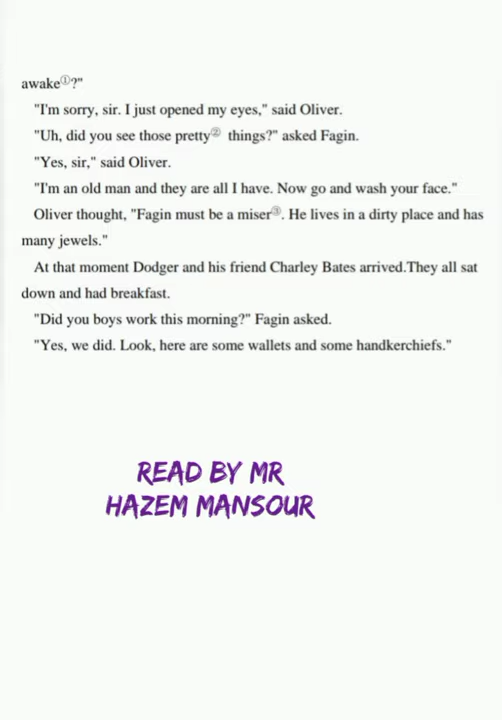 awake①?"
"I'm sorry, sir. I just opened my eyes," said Oliver.
"Uh, did you see those pretty② things?" asked Fagin.
"Yes, sir," said Oliver.
"I'm an old man and they are all I have. Now go and wash your face."
Oliver thought, "Fagin must be a miser③. He lives in a dirty place and has
many jewels."
At that moment Dodger and his friend Charley Bates arrived.They all sat
down and had breakfast.
"Did you boys work this morning?" Fagin asked.
"Yes, we did. Look, here are some wallets and some handkerchiefs."
READ BY MR
HAZEM MANSOUR